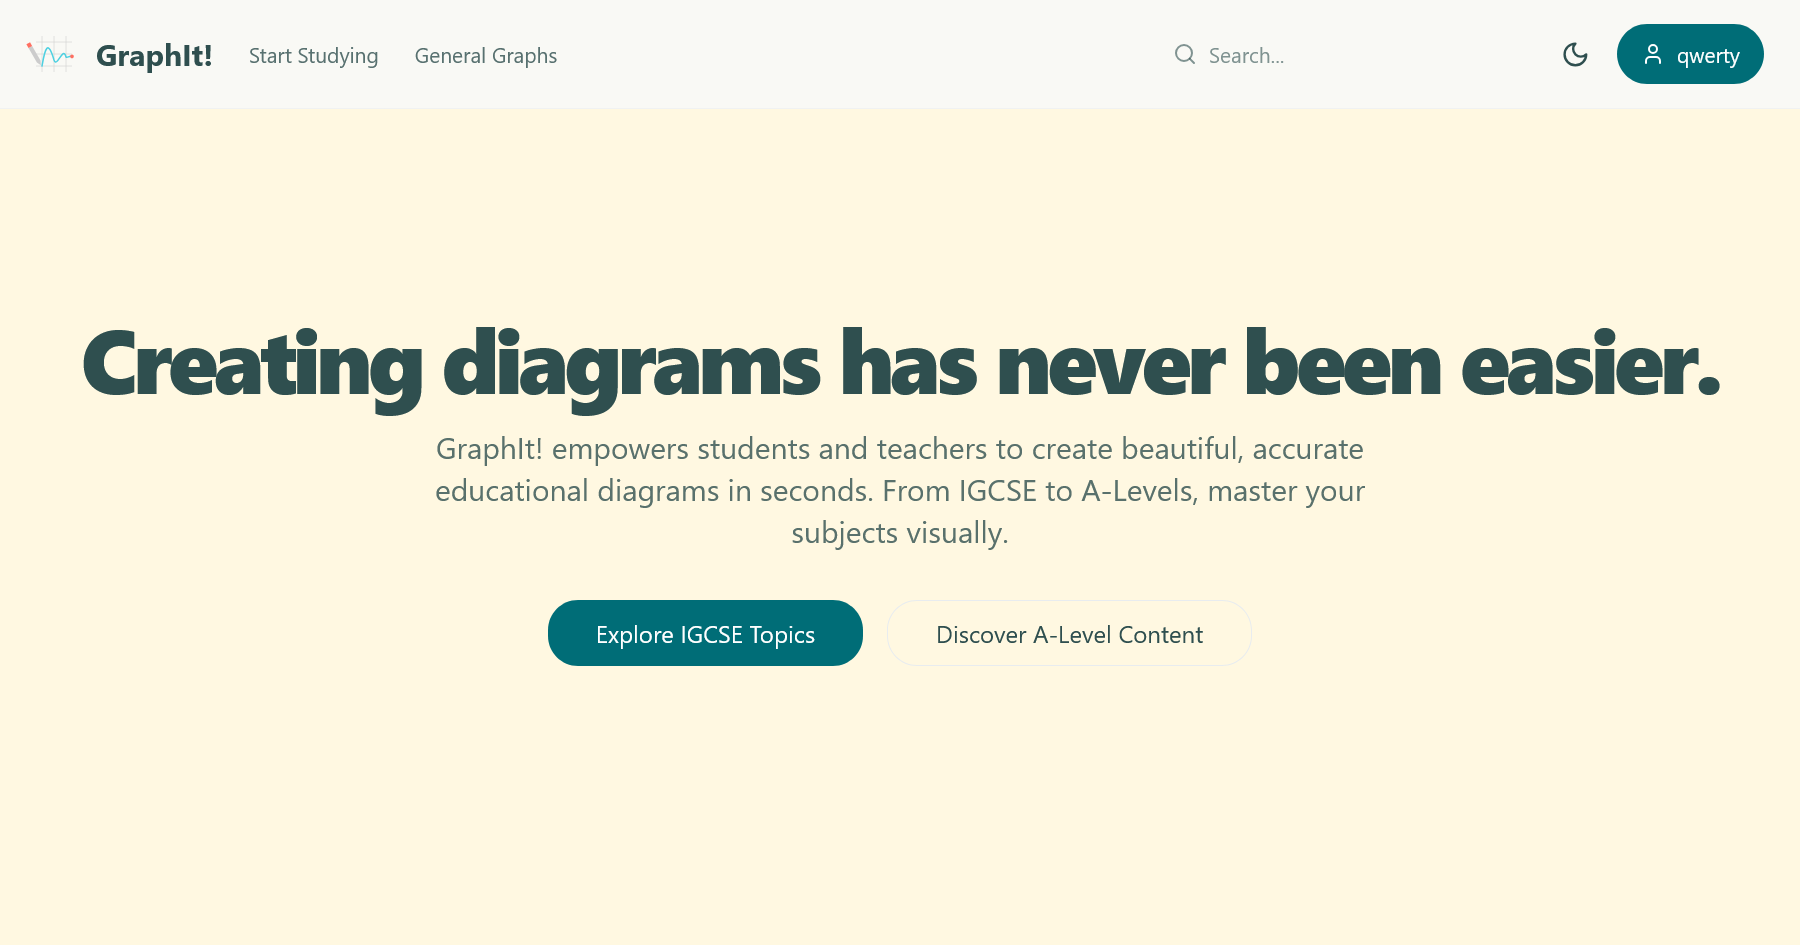 GraphIt!
Start Studying
General Graphs
Search...
qwerty
Creating diagrams has never been easier.
GraphIt! empowers students and teachers to create beautiful, accurate
educational diagrams in seconds. From IGCSE to A-Levels, master your
subjects visually.
Explore IGCSE Topics
Discover A-Level Content